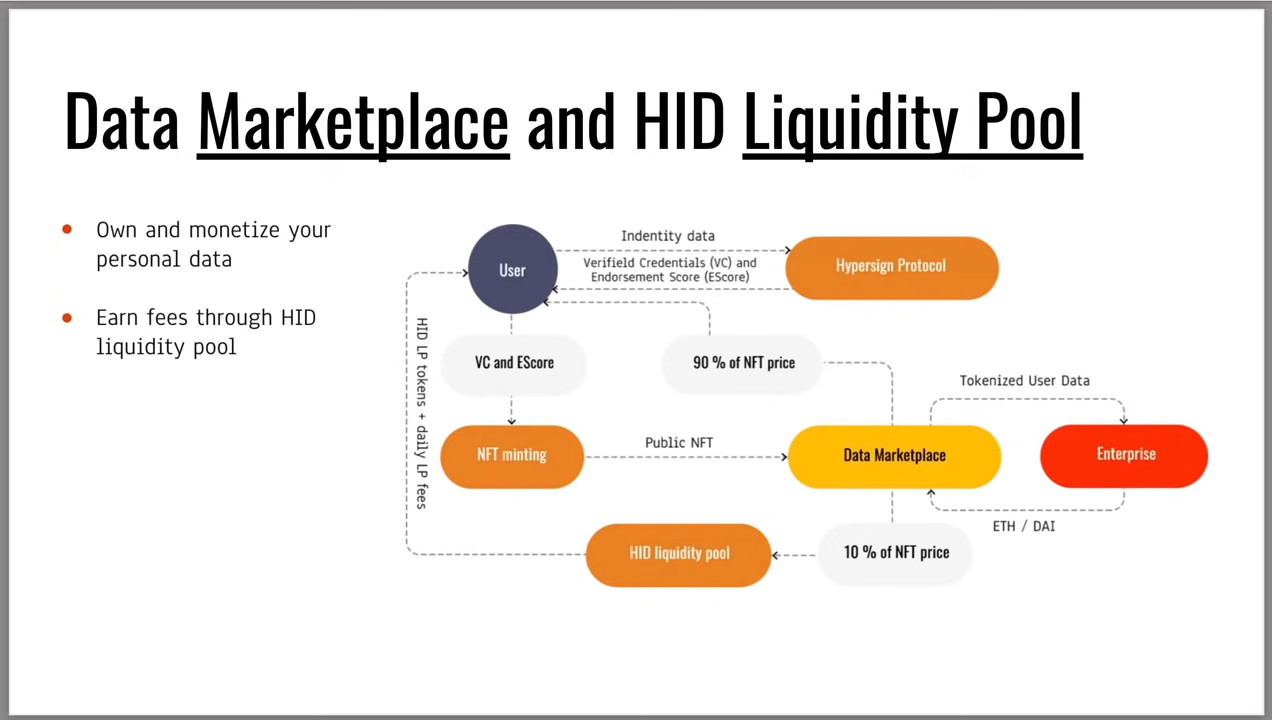 Data Marketplace and HID Liquidity Pool
Own and monetize your
personal data
Earn fees through HID
liquidity pool
User
Indentity data
Verifield Credentials (VC) and
Endorsement Score (EScore)
Hypersign Protocol
HID LP tokens + daily LP fees
VC and EScore
90 % of NFT price
Tokenized User Data
NFT minting
Public NFT
Data Marketplace
Enterprise
ETH / DAI
HID liquidity pool
10 % of NFT price